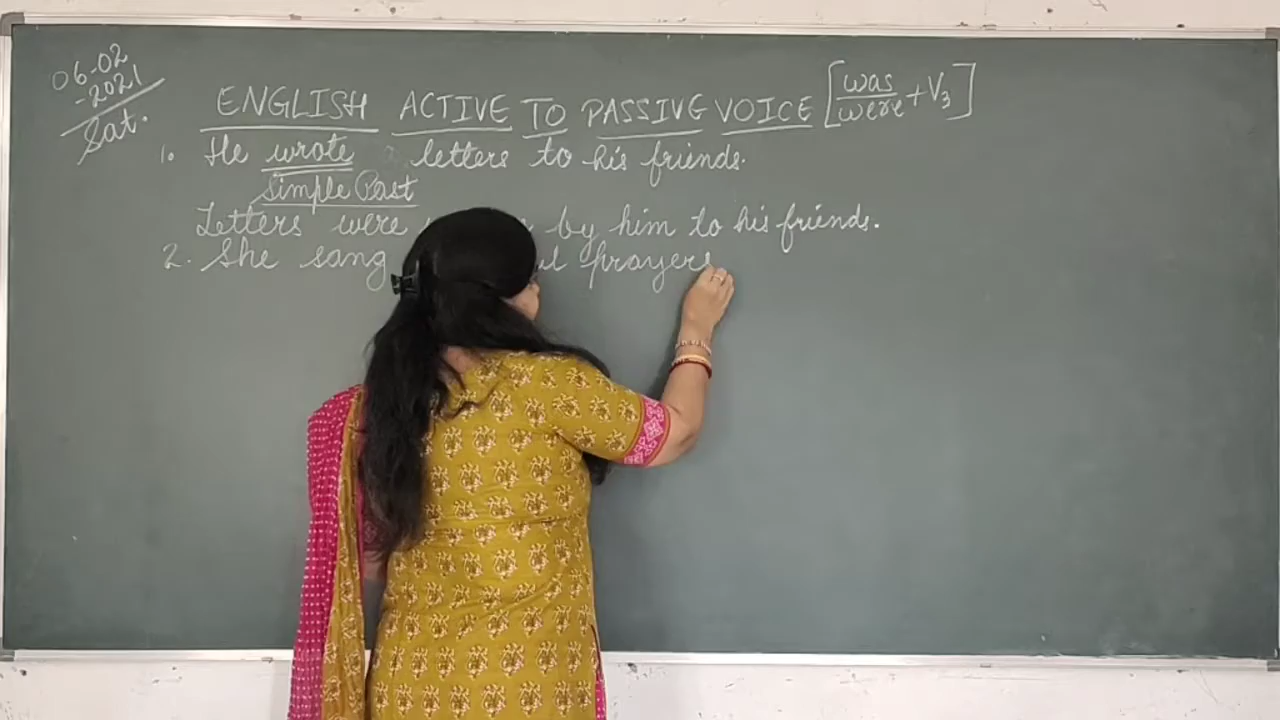 06-02
-2021
Sat.
ENGLISH ACTIVE TO PASSIVE VOICE [was/were + V3]
1. He wrote letters to his friends.
Simple Past
Letters were by him to his friends.
2. She sang prayers